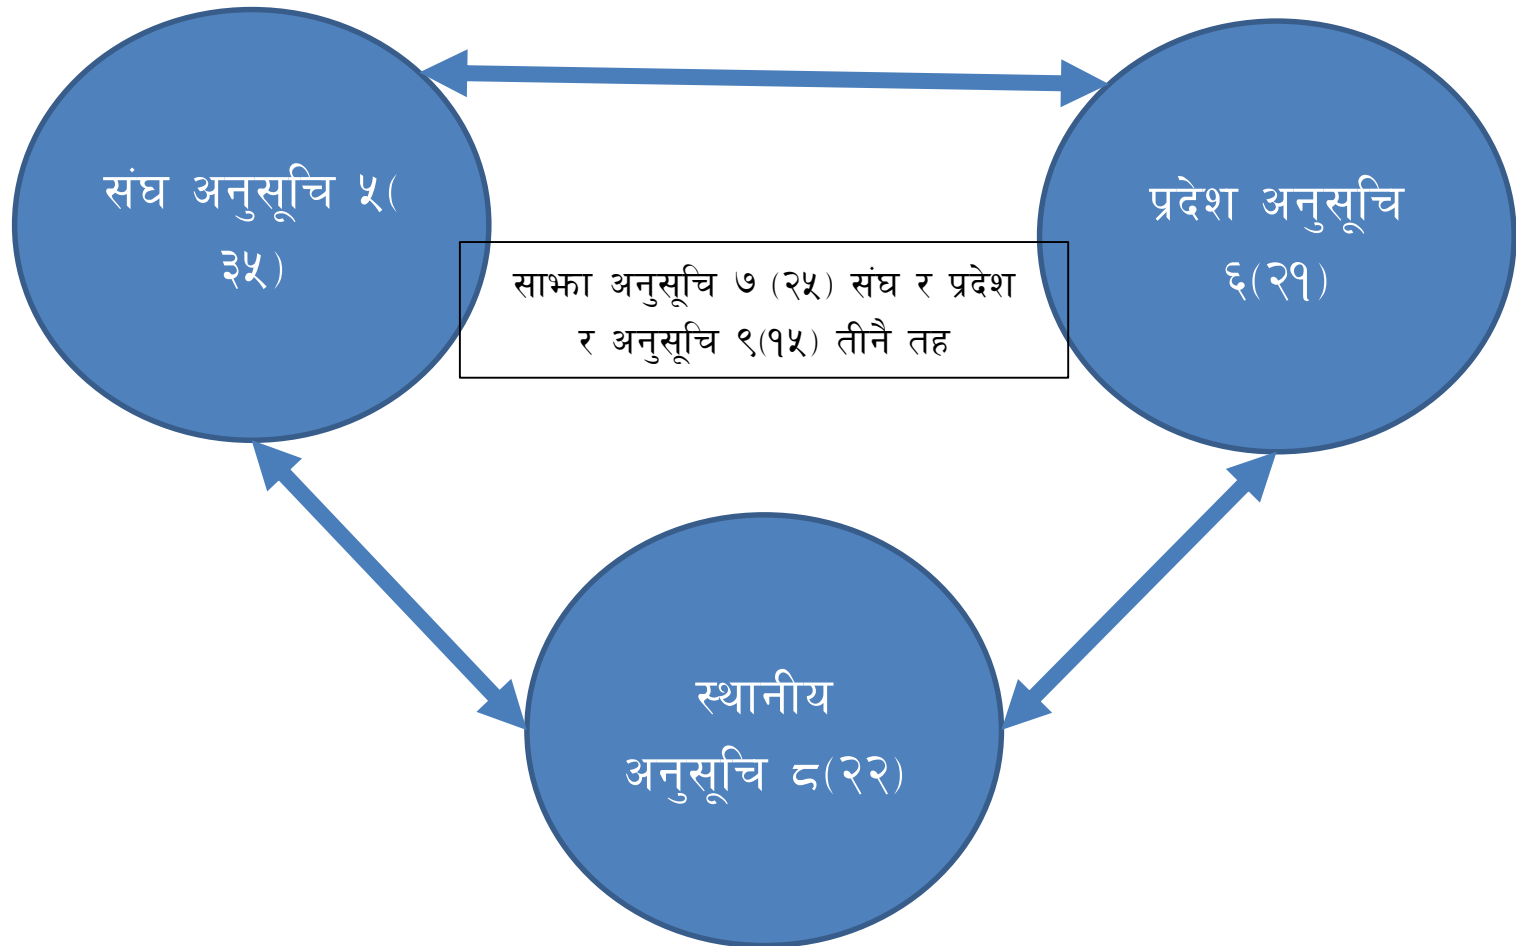 संघ अनुसूचि ५(
३५)
प्रदेश अनुसूचि
६(२१)
साझा अनुसूचि ७ (२५) संघ र प्रदेश
र अनुसूचि ९(१५) तीनै तह
स्थानीय
अनुसूचि ८(२२)